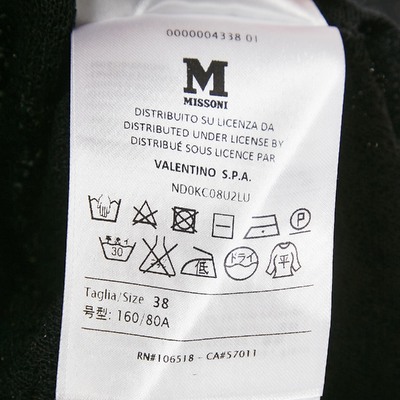 0000004338 01
M
MISSONI
DISTRIBUITO SU LICENZA DA
DISTRIBUTED UNDER LICENSE BY
DISTRIBUÉ SOUS LICENCE PAR
VALENTINO S.P.A.
ND0KC08U2LU
P
30 低 ドライ 平
Taglia/Size 38
号型: 160/80A
RN#106518 - CA#57011